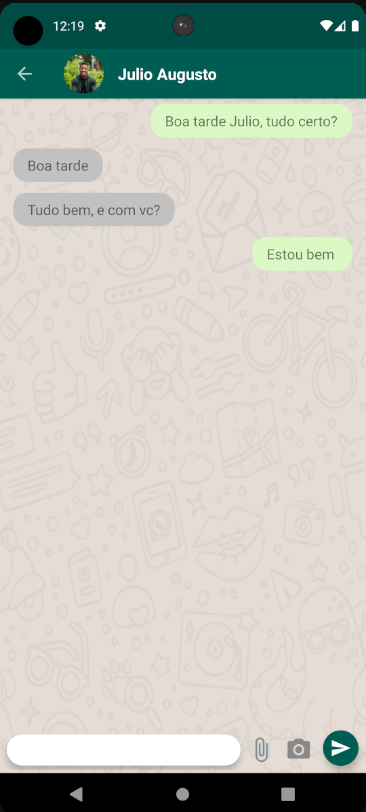 12:19
Julio Augusto
Boa tarde Julio, tudo certo?
Boa tarde
Tudo bem, e com vc?
Estou bem